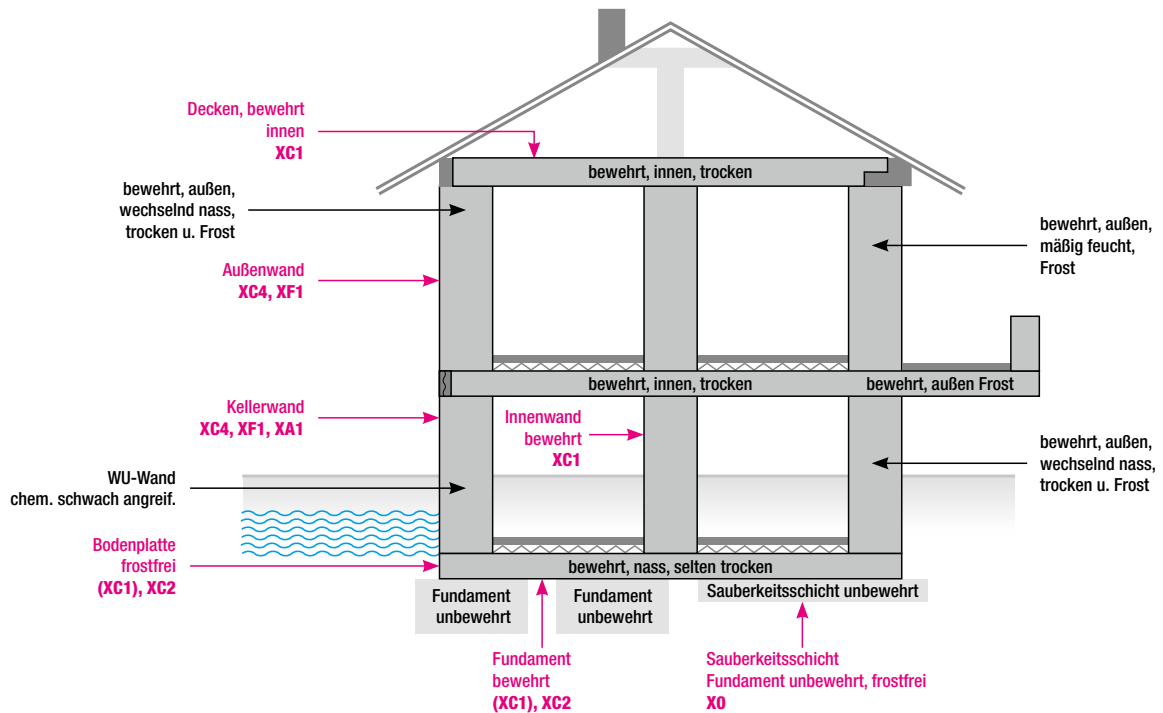 Decken, bewehrt
innen
XC1
bewehrt, innen, trocken
bewehrt, außen,
wechselnd nass,
trocken u. Frost
bewehrt, außen,
mäßig feucht,
Frost
Außenwand
XC4, XF1
bewehrt, innen, trocken
bewehrt, außen Frost
Kellerwand
XC4, XF1, XA1
Innenwand
bewehrt
XC1
bewehrt, außen,
wechselnd nass,
trocken u. Frost
WU-Wand
chem. schwach angreif.
Bodenplatte
frostfrei
(XC1), XC2
bewehrt, nass, selten trocken
Fundament
unbewehrt
Fundament
unbewehrt
Sauberkeitsschicht unbewehrt
Fundament
bewehrt
(XC1), XC2
Sauberkeitsschicht
Fundament unbewehrt, frostfrei
X0